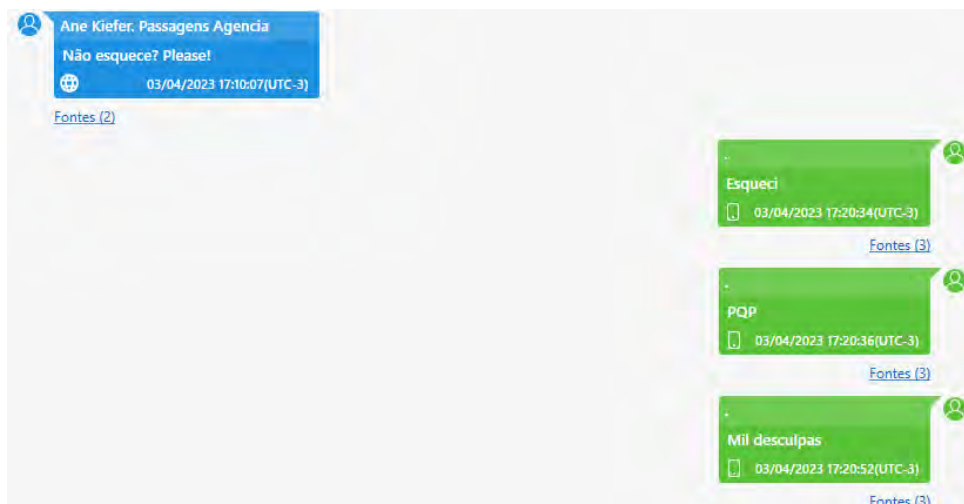 Ane Kiefer. Passagens Agencia
Não esquece? Please!
03/04/2023 17:10:07(UTC-3)
Fontes (2)
.
Esqueci
03/04/2023 17:20:34(UTC-3)
Fontes (3)
.
PQP
03/04/2023 17:20:36(UTC-3)
Fontes (3)
.
Mil desculpas
03/04/2023 17:20:52(UTC-3)
Fontes (3)